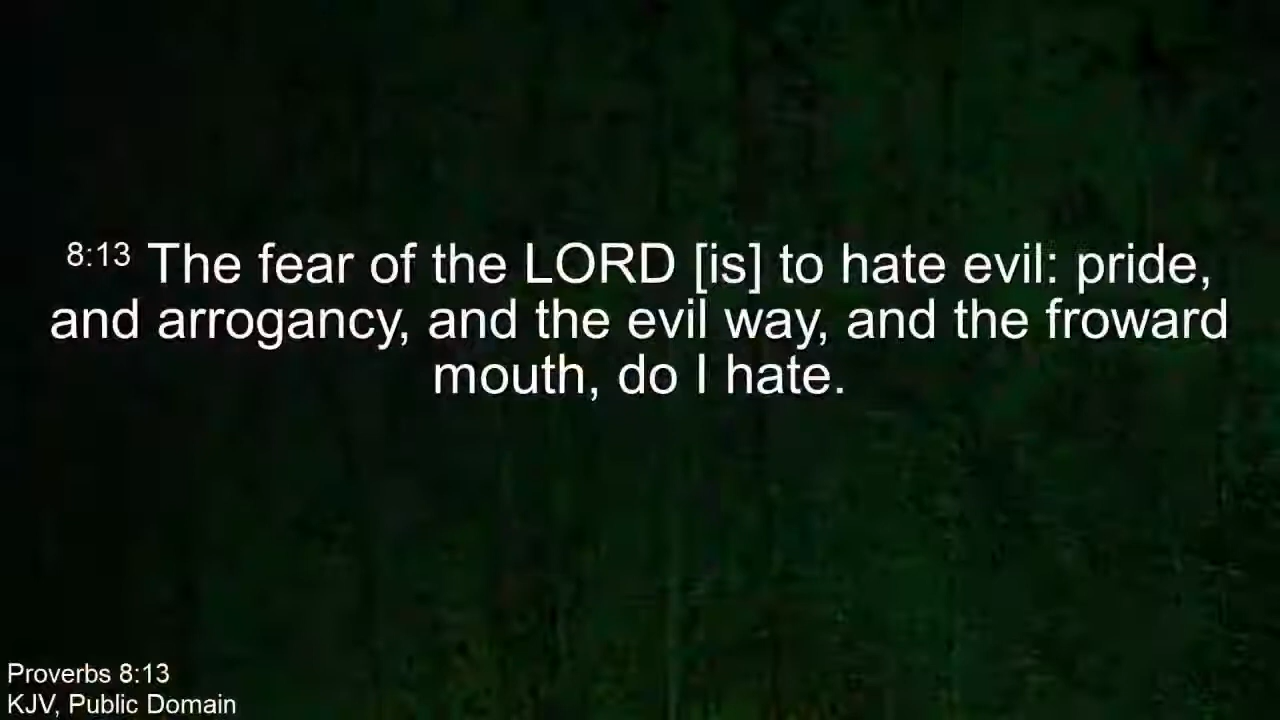 8:13 The fear of the LORD [is] to hate evil: pride,
and arrogancy, and the evil way, and the froward
mouth, do I hate.
Proverbs 8:13
KJV, Public Domain